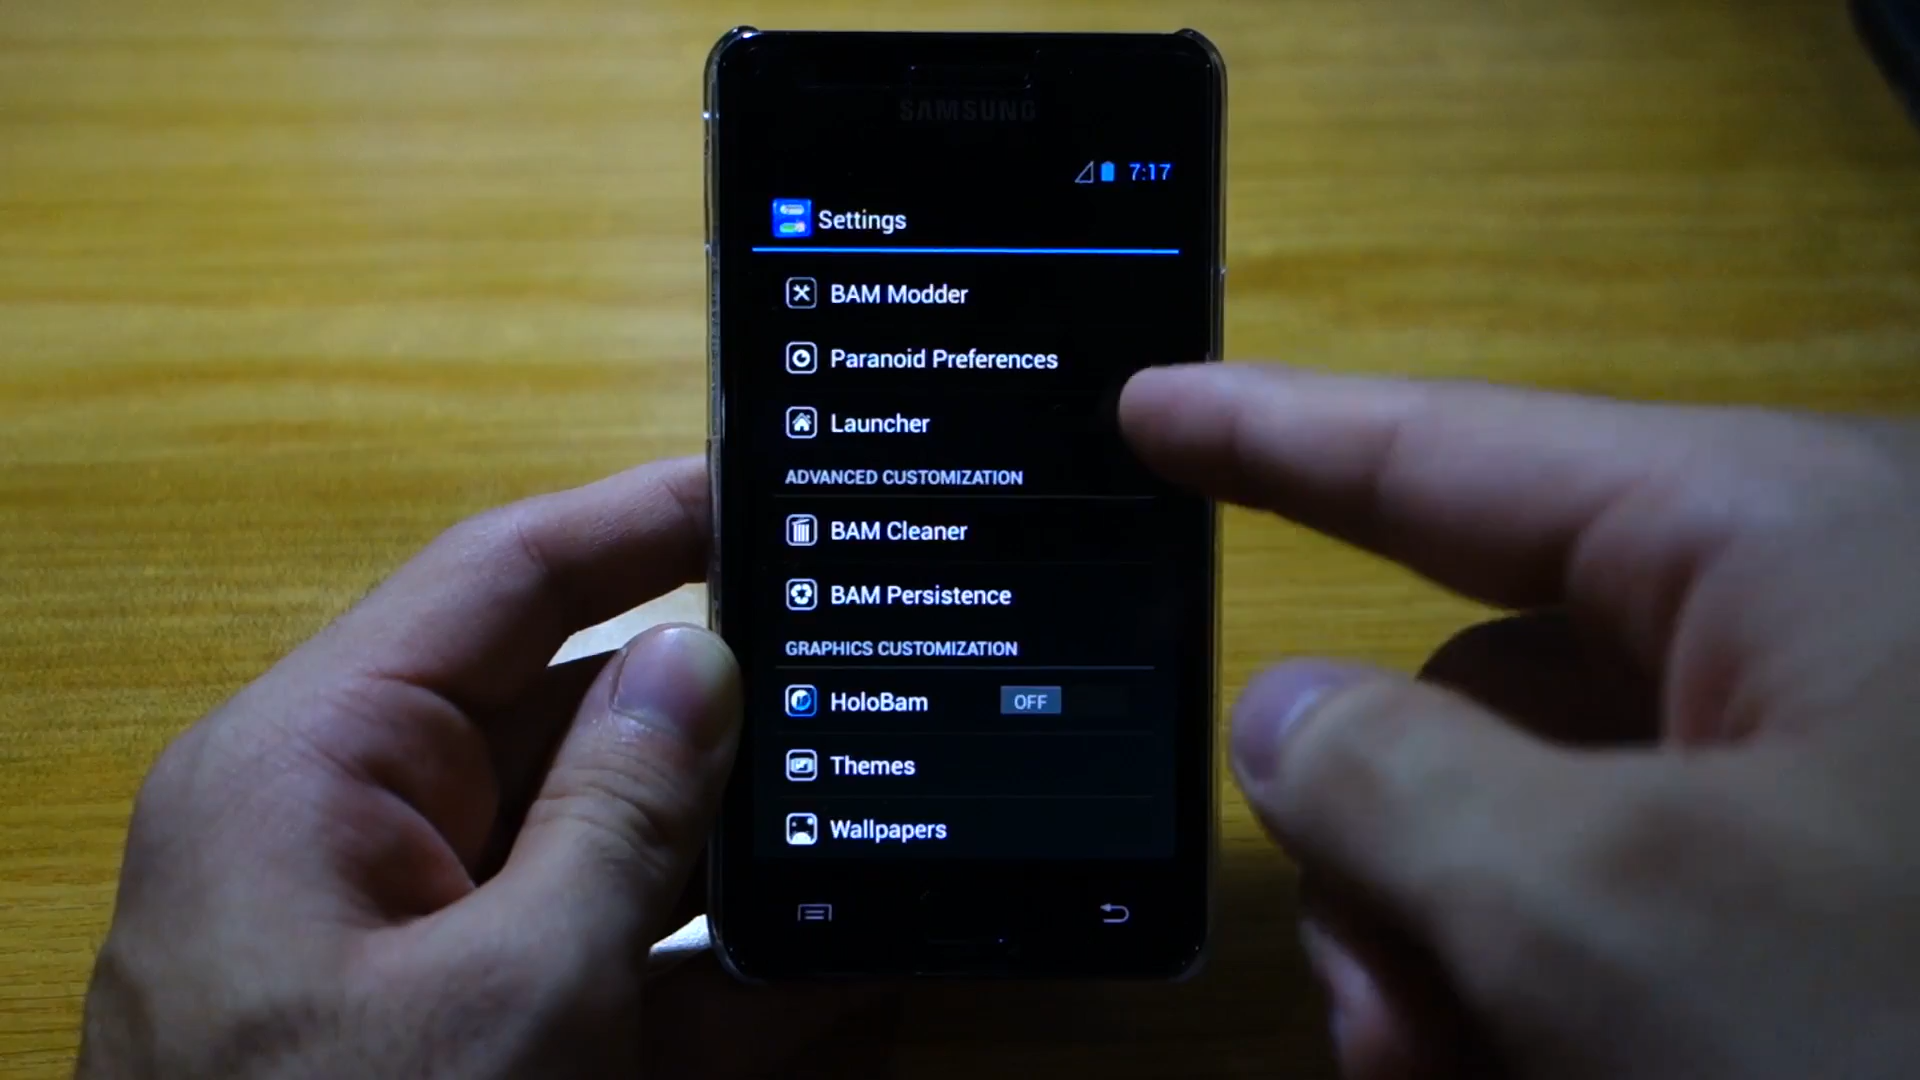 SAMSUNG
7:17
Settings
BAM Modder
Paranoid Preferences
Launcher
ADVANCED CUSTOMIZATION
BAM Cleaner
BAM Persistence
GRAPHICS CUSTOMIZATION
HoloBam OFF
Themes
Wallpapers